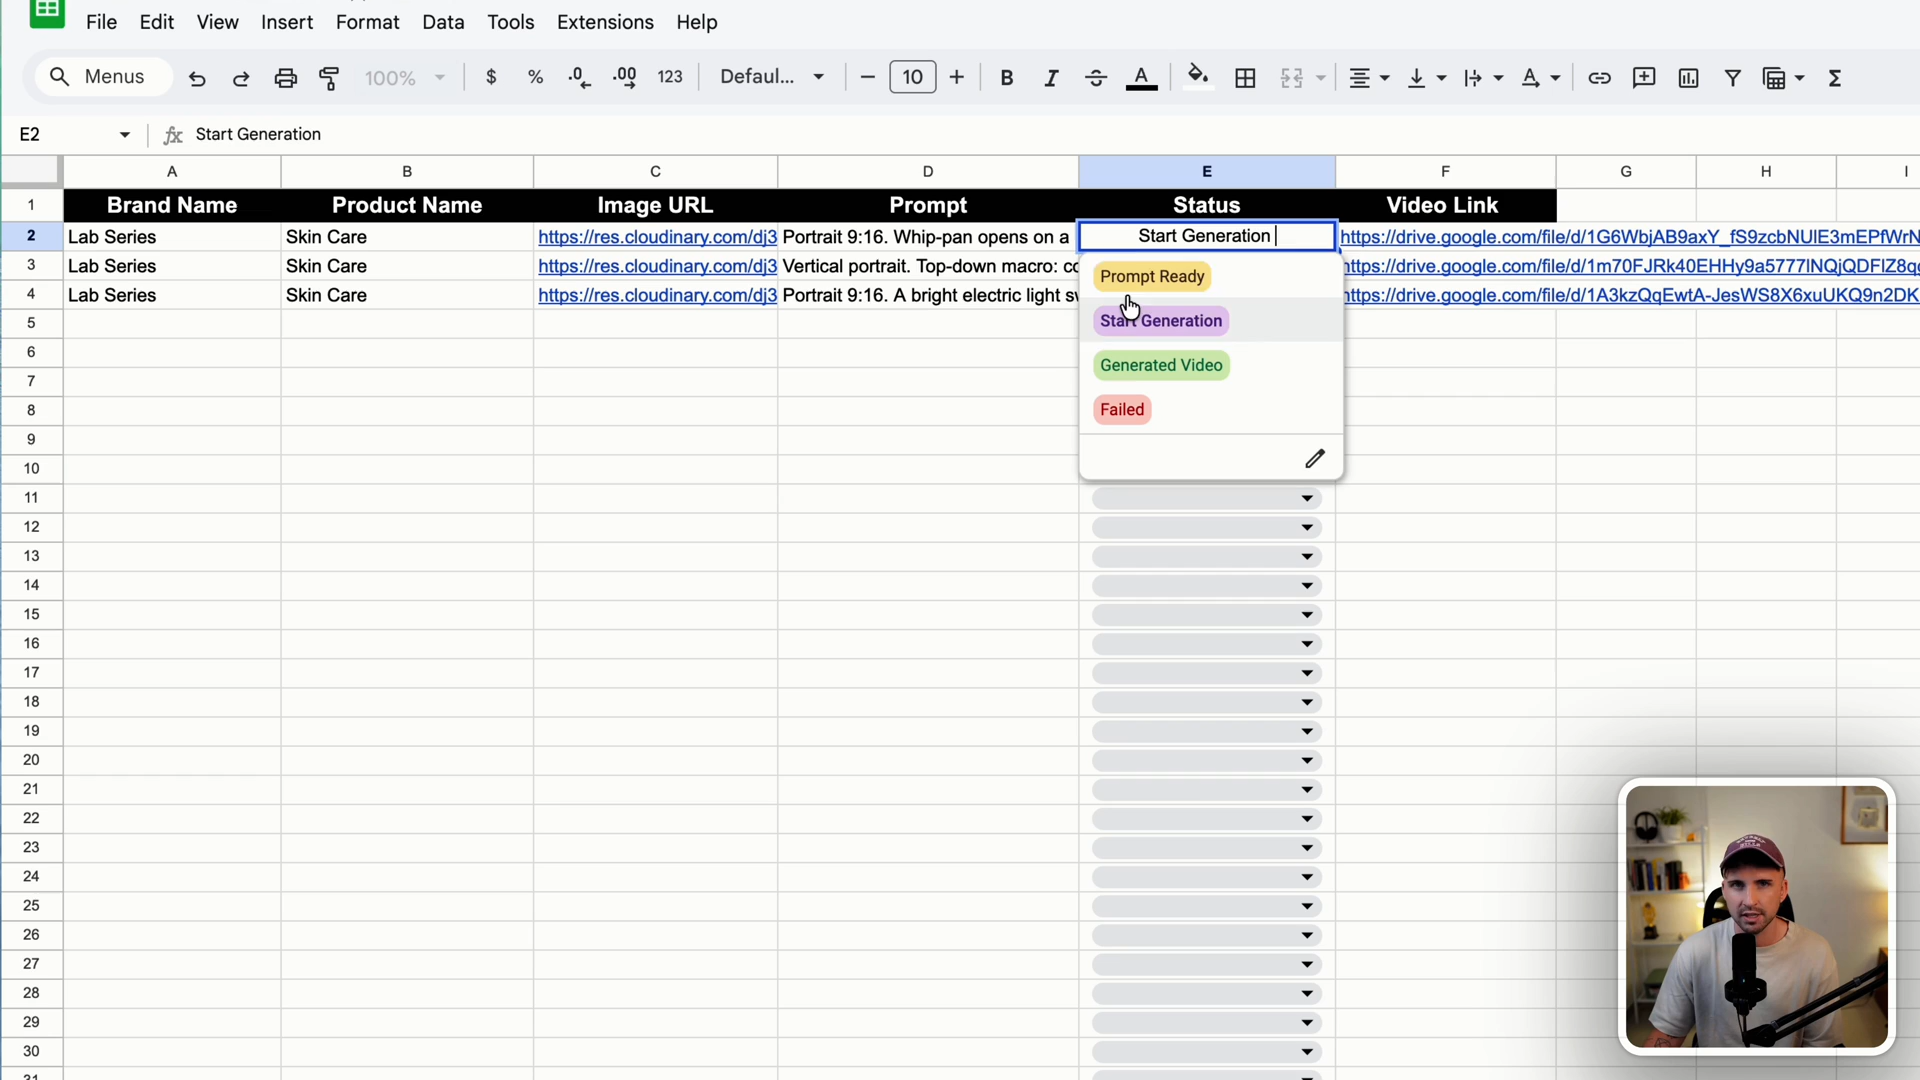 File Edit View Insert Format Data Tools Extensions Help
Menus 100% $ % .0 .00 123 Defaul... 10 B I A A Σ
E2 fx Start Generation
A B C D E F G H I
1 Brand Name Product Name Image URL Prompt Status Video Link
2 Lab Series Skin Care https://res.cloudinary.com/dj3 Portrait 9:16. Whip-pan opens on a Start Generation https://drive.google.com/file/d/1G6WbjAB9axY_fS9zcbNUlE3mEPfWrN
3 Lab Series Skin Care https://res.cloudinary.com/dj3 Vertical portrait. Top-down macro: cc https://drive.google.com/file/d/1m70FJRk40EHHy9a5777lNQjQDFlZ8q
4 Lab Series Skin Care https://res.cloudinary.com/dj3 Portrait 9:16. A bright electric light s https://drive.google.com/file/d/1A3kzQqEwtA-JesWS8X6xuUKQ9n2DK
Prompt Ready
Start Generation
Generated Video
Failed
5
6
7
8
9
10
11
12
13
14
15
16
17
18
19
20
21
22
23
24
25
26
27
28
29
30
31